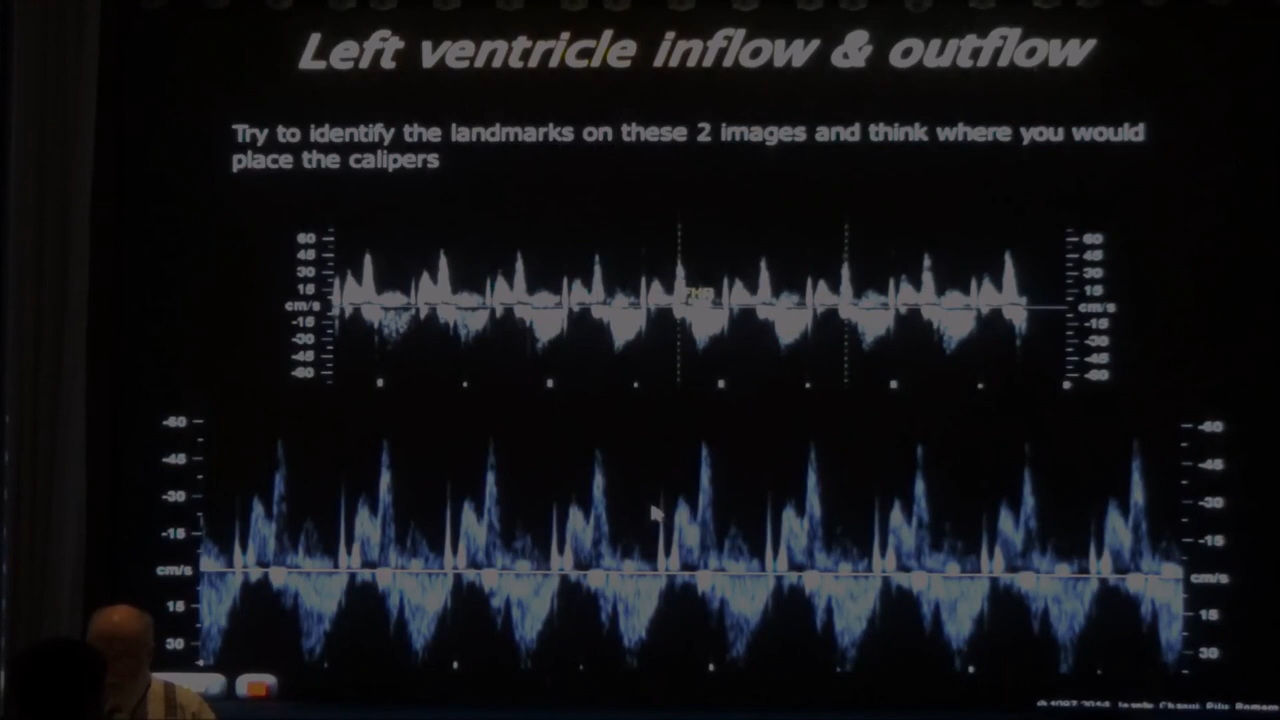 Left ventricle inflow & outflow
Try to identify the landmarks on these 2 images and think where you would
place the calipers
60 60
45 45
30 30
15 15
cm/s cm/s
-15 -15
-30 -30
-45 -45
-60 -60
-60 -60
-45 -45
-30 -30
-15 -15
cm/s cm/s
15 15
30 30